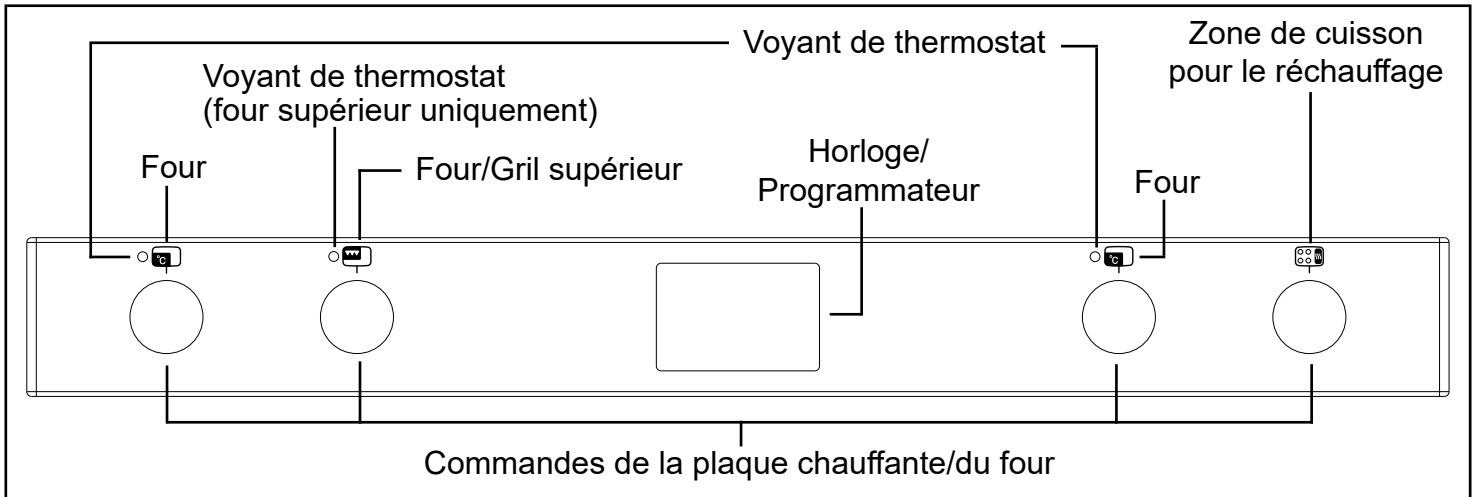 Voyant de thermostat
Zone de cuisson
pour le réchauffage
Voyant de thermostat
(four supérieur uniquement)
Four
Four/Gril supérieur
Horloge/
Programmateur
Four
°C
°C
Commandes de la plaque chauffante/du four